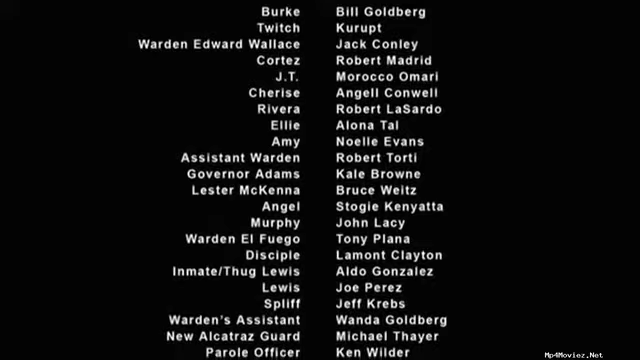 Burke Bill Goldberg
Twitch Kurupt
Warden Edward Wallace Jack Conley
Cortez Robert Madrid
J.T. Morocco Omari
Cherise Angell Conwell
Rivera Robert LaSardo
Ellie Alona Tal
Amy Noelle Evans
Assistant Warden Robert Torti
Governor Adams Kale Browne
Lester McKenna Bruce Weitz
Angel Stogie Kenyatta
Murphy John Lacy
Warden El Fuego Tony Plana
Disciple Lamont Clayton
Inmate/Thug Lewis Aldo Gonzalez
Lewis Joe Perez
Spliff Jeff Krebs
Warden's Assistant Wanda Goldberg
New Alcatraz Guard Michael Thayer
Parole Officer Ken Wilder
Mp4Moviez.Net